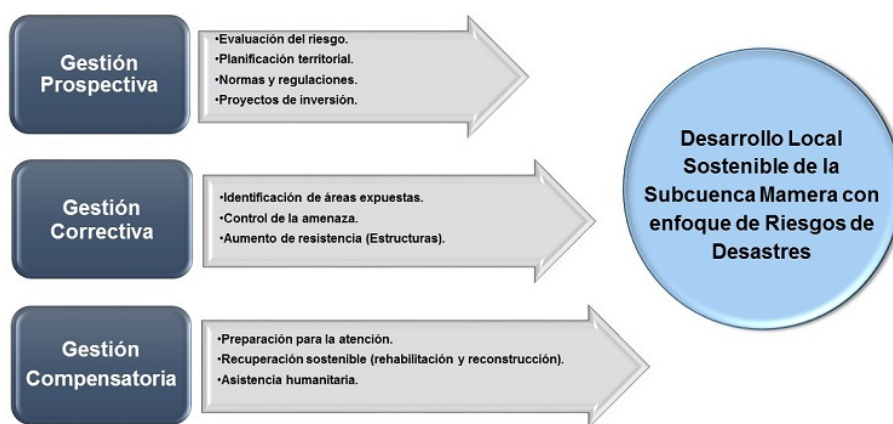 Gestión
Prospectiva
•Evaluación del riesgo.
•Planificación territorial.
•Normas y regulaciones.
•Proyectos de inversión.
Gestión
Correctiva
•Identificación de áreas expuestas.
•Control de la amenaza.
•Aumento de resistencia (Estructuras).
Gestión
Compensatoria
•Preparación para la atención.
•Recuperación sostenible (rehabilitación y reconstrucción).
•Asistencia humanitaria.
Desarrollo Local
Sostenible de la
Subcuenca Mamera con
enfoque de Riesgos de
Desastres